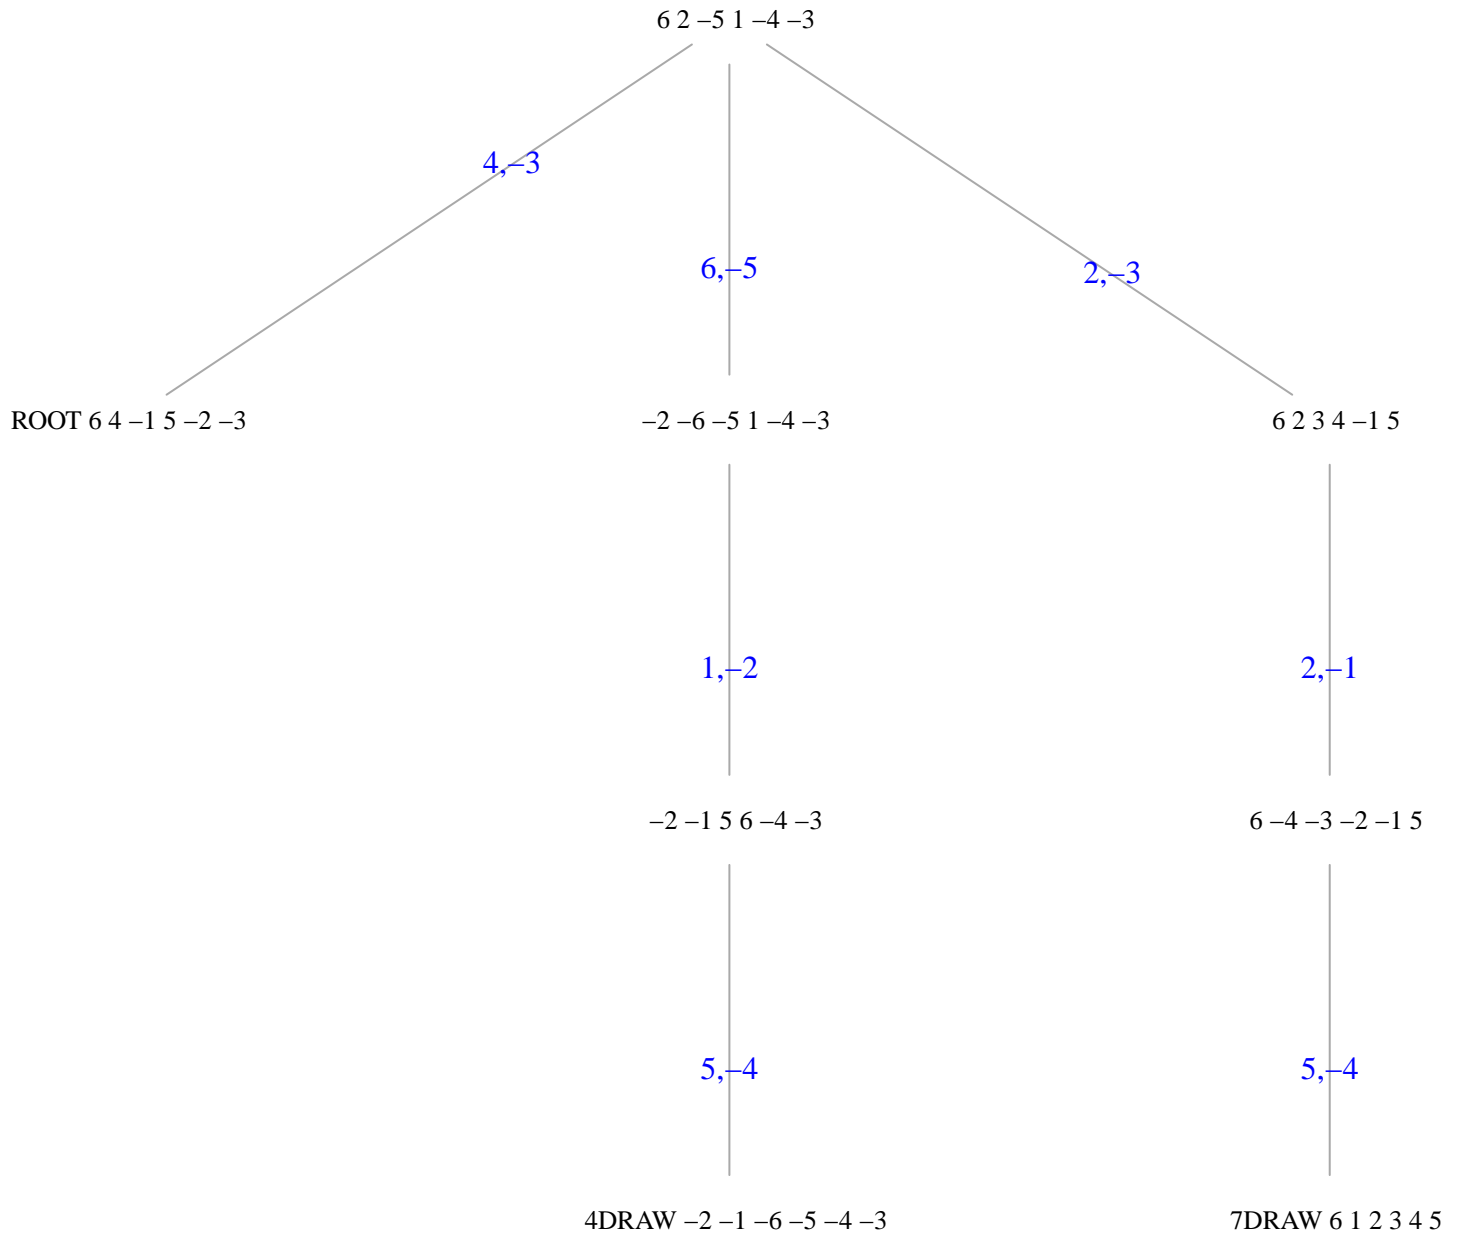 6 2 –5 1 –4 –3
4,–3
6,–5
2,–3
ROOT 6 4 –1 5 –2 –3
–2 –6 –5 1 –4 –3
6 2 3 4 –1 5
1,–2
2,–1
–2 –1 5 6 –4 –3
6 –4 –3 –2 –1 5
5,–4
5,–4
4DRAW –2 –1 –6 –5 –4 –3
7DRAW 6 1 2 3 4 5